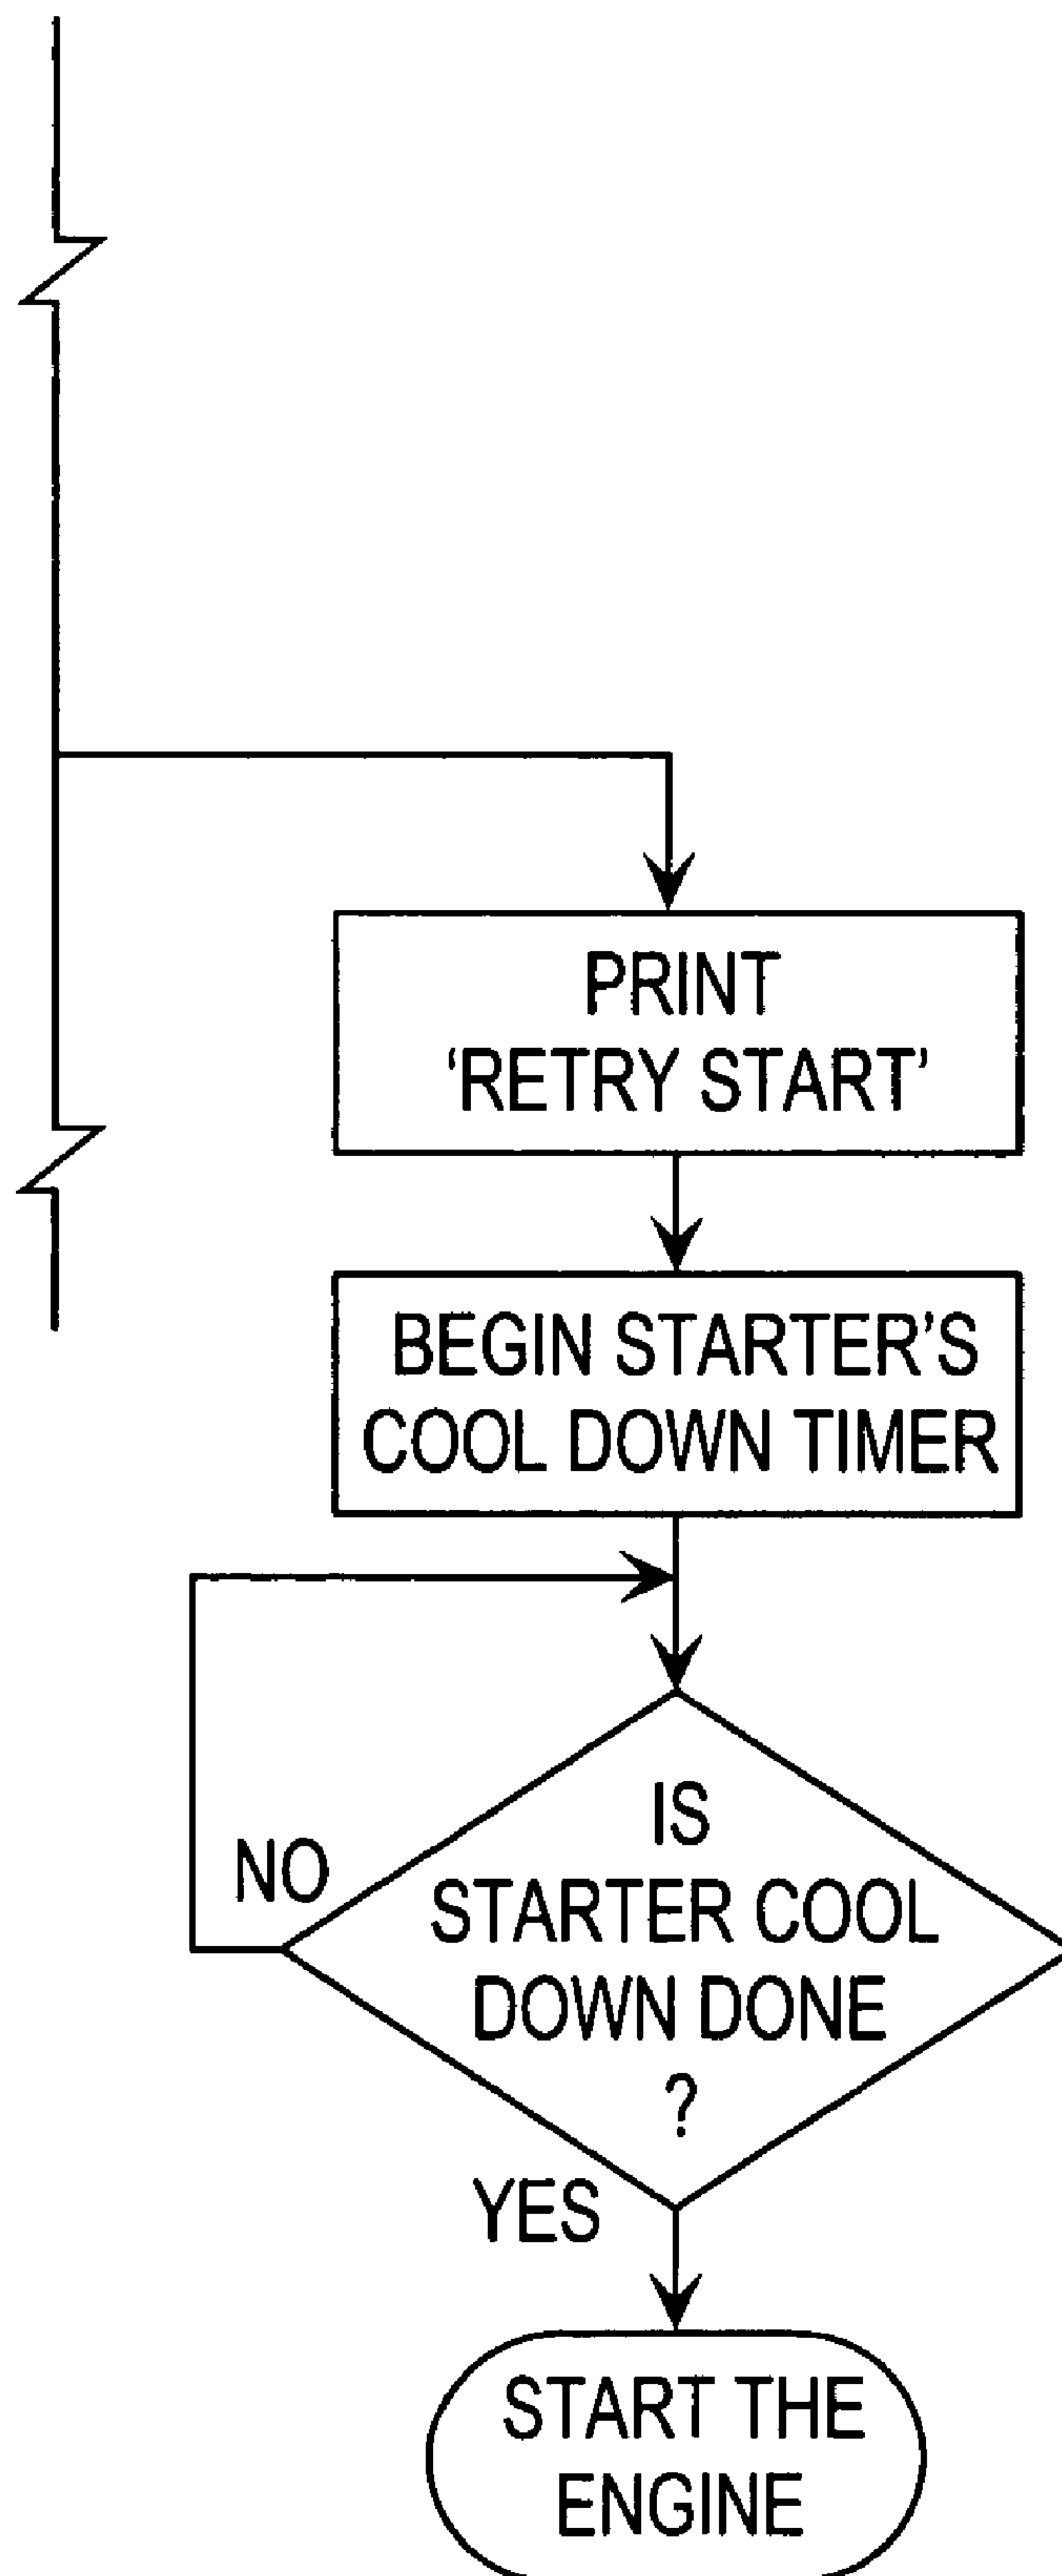 PRINT
‘RETRY START’
BEGIN STARTER’S
COOL DOWN TIMER
IS
STARTER COOL
DOWN DONE
?
NO
YES
START THE
ENGINE